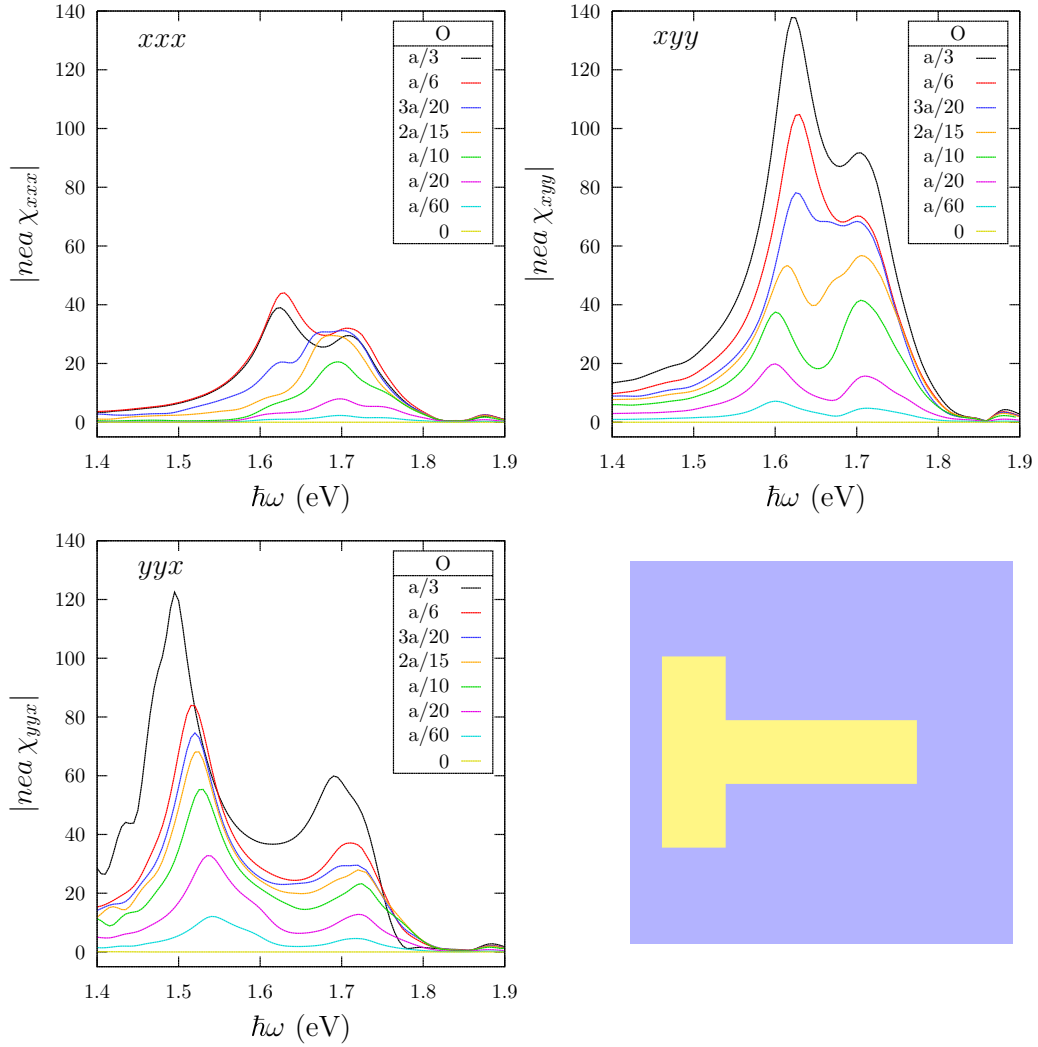 xxx
|nea χxxx|
140
120
100
80
60
40
20
0
O
a/3
a/6
3a/20
2a/15
a/10
a/20
a/60
0
1.4 1.5 1.6 1.7 1.8 1.9
ħω (eV)
xyy
|nea χxyy|
140
120
100
80
60
40
20
0
O
a/3
a/6
3a/20
2a/15
a/10
a/20
a/60
0
1.4 1.5 1.6 1.7 1.8 1.9
ħω (eV)
yyx
|nea χyyx|
140
120
100
80
60
40
20
0
O
a/3
a/6
3a/20
2a/15
a/10
a/20
a/60
0
1.4 1.5 1.6 1.7 1.8 1.9
ħω (eV)